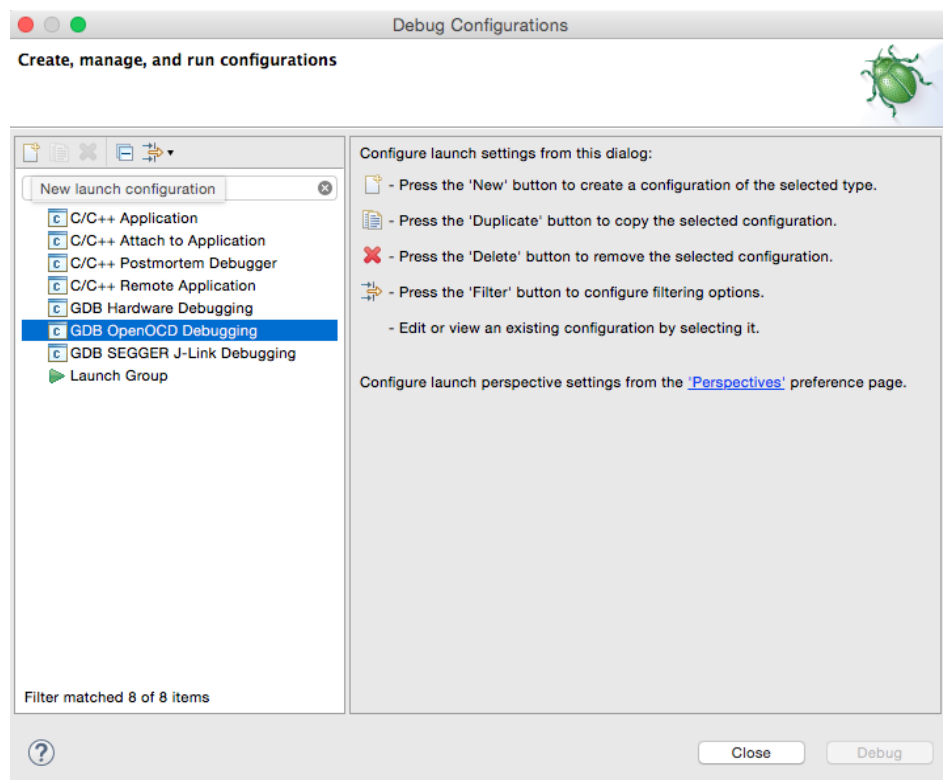 Debug Configurations
Create, manage, and run configurations
New launch configuration
C/C++ Application
C/C++ Attach to Application
C/C++ Postmortem Debugger
C/C++ Remote Application
GDB Hardware Debugging
GDB OpenOCD Debugging
GDB SEGGER J-Link Debugging
Launch Group
Filter matched 8 of 8 items
Configure launch settings from this dialog:
- Press the 'New' button to create a configuration of the selected type.
- Press the 'Duplicate' button to copy the selected configuration.
- Press the 'Delete' button to remove the selected configuration.
- Press the 'Filter' button to configure filtering options.
- Edit or view an existing configuration by selecting it.
Configure launch perspective settings from the 'Perspectives' preference page.
?
Close
Debug